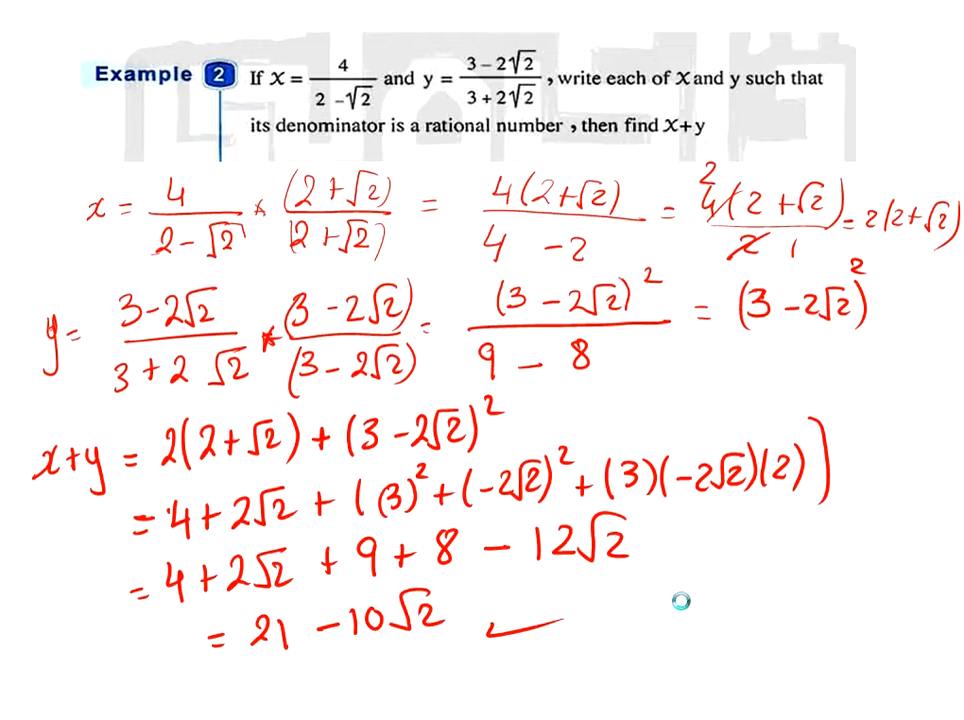 Example 2 If X = 4/(2 - √2) and y = (3 - 2√2)/(3 + 2√2) , write each of X and y such that
its denominator is a rational number , then find X+y
x = 4/(2 - √2) * (2 + √2)/(2 + √2) = 4(2+√2)/(4 - 2) = 4(2+√2)/2 = 2(2+√2)
y = (3-2√2)/(3+2√2) * (3-2√2)/(3-2√2) = (3-2√2)²/(9 - 8) = (3-2√2)²
x+y = 2(2+√2) + (3-2√2)²
= 4+2√2 + ((3)² + (-2√2)² + (3)(-2√2)(2))
= 4+2√2 + 9 + 8 - 12√2
= 21 - 10√2